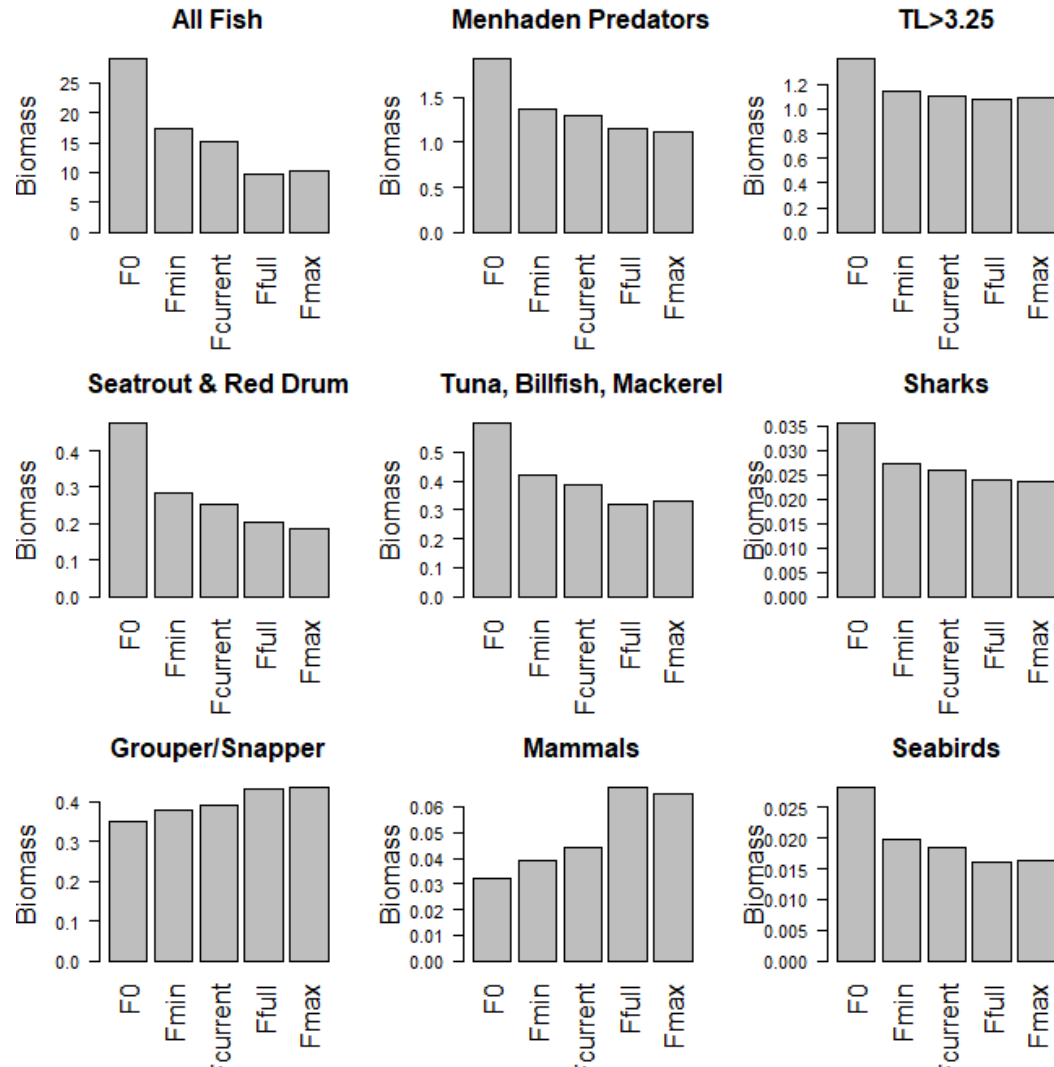 All Fish
Biomass
25
20
15
10
5
0
F0
Fmin
Fcurrent
Ffull
Fmax
Menhaden Predators
Biomass
1.5
1.0
0.5
0.0
F0
Fmin
Fcurrent
Ffull
Fmax
TL>3.25
Biomass
1.2
1.0
0.8
0.6
0.4
0.2
0.0
F0
Fmin
Fcurrent
Ffull
Fmax
Seatrout & Red Drum
Biomass
0.4
0.3
0.2
0.1
0.0
F0
Fmin
Fcurrent
Ffull
Fmax
Tuna, Billfish, Mackerel
Biomass
0.5
0.4
0.3
0.2
0.1
0.0
F0
Fmin
Fcurrent
Ffull
Fmax
Sharks
Biomass
0.035
0.030
0.025
0.020
0.015
0.010
0.005
0.000
F0
Fmin
Fcurrent
Ffull
Fmax
Grouper/Snapper
Biomass
0.4
0.3
0.2
0.1
0.0
F0
Fmin
Fcurrent
Ffull
Fmax
Mammals
Biomass
0.06
0.05
0.04
0.03
0.02
0.01
0.00
F0
Fmin
Fcurrent
Ffull
Fmax
Seabirds
Biomass
0.025
0.020
0.015
0.010
0.005
0.000
F0
Fmin
Fcurrent
Ffull
Fmax